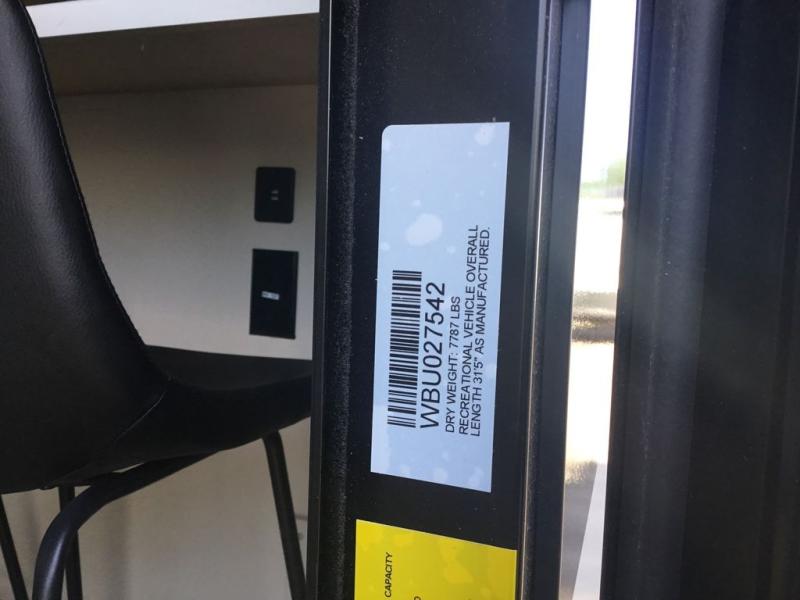 WBU027542
DRY WEIGHT: 7787 LBS
RECREATIONAL VEHICLE OVERALL
LENGTH 31'5" AS MANUFACTURED.
CAPACITY